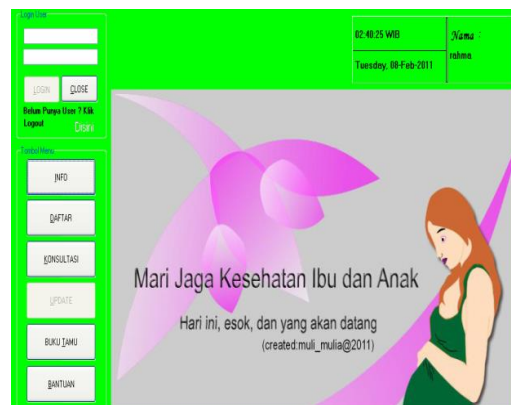 Login User
LOGIN
CLOSE
Belum Punya User ? Klik
Logout
Disini
02:40:25 WIB
Tuesday, 08-Feb-2011
Nama :
rahma
Tombol Menu
INFO
DAFTAR
KONSULTASI
UPDATE
BUKU TAMU
BANTUAN
Mari Jaga Kesehatan Ibu dan Anak
Hari ini, esok, dan yang akan datang
(created:muli_mulia@2011)